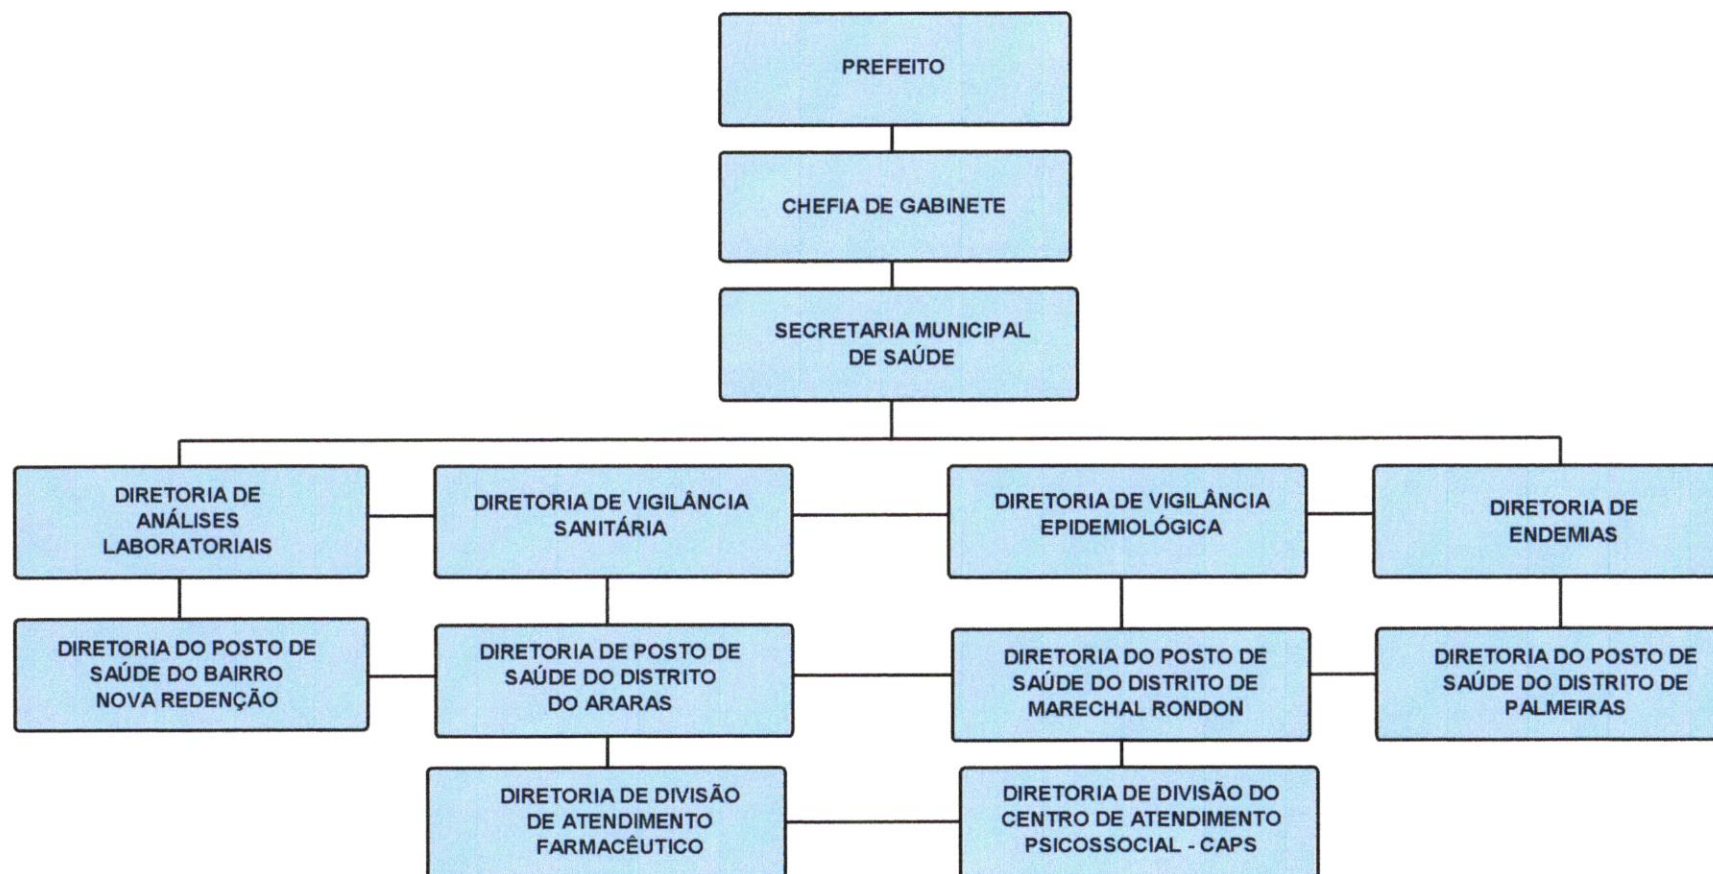 PREFEITO
CHEFIA DE GABINETE
SECRETARIA MUNICIPAL
DE SAÚDE
DIRETORIA DE
ANÁLISES
LABORATORIAIS
DIRETORIA DE VIGILÂNCIA
SANITÁRIA
DIRETORIA DE VIGILÂNCIA
EPIDEMIOLÓGICA
DIRETORIA DE
ENDEMIAS
DIRETORIA DO POSTO DE
SAÚDE DO BAIRRO
NOVA REDENÇÃO
DIRETORIA DE POSTO DE
SAÚDE DO DISTRITO
DO ARARAS
DIRETORIA DO POSTO DE
SAÚDE DO DISTRITO DE
MARECHAL RONDON
DIRETORIA DO POSTO DE
SAÚDE DO DISTRITO DE
PALMEIRAS
DIRETORIA DE DIVISÃO
DE ATENDIMENTO
FARMACÊUTICO
DIRETORIA DE DIVISÃO DO
CENTRO DE ATENDIMENTO
PSICOSSOCIAL - CAPS